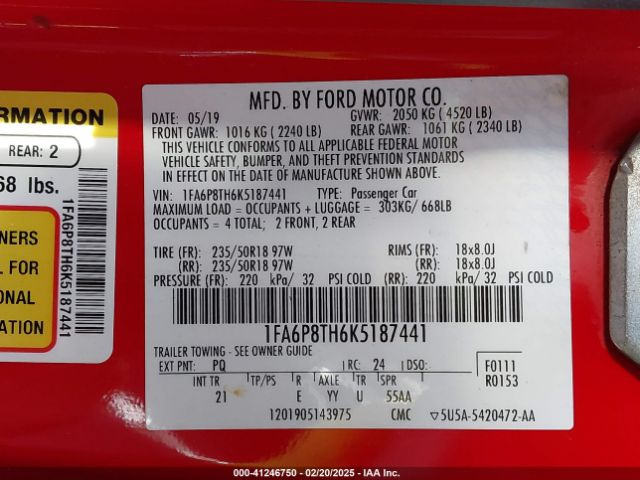 ORMATION
REAR: 2
68 lbs.
NERS
L FOR
ONAL
ATION
1FA6P8TH6K5187441
MFD. BY FORD MOTOR CO.
DATE: 05/19 GVWR: 2050 KG ( 4520 LB)
FRONT GAWR: 1016 KG ( 2240 LB) REAR GAWR: 1061 KG ( 2340 LB)
THIS VEHICLE CONFORMS TO ALL APPLICABLE FEDERAL MOTOR
VEHICLE SAFETY, BUMPER, AND THEFT PREVENTION STANDARDS
IN EFFECT ON THE DATE OF MANUFACTURE SHOWN ABOVE.
VIN: 1FA6P8TH6K5187441 TYPE: Passenger Car
MAXIMUM LOAD = OCCUPANTS + LUGGAGE = 303KG/ 668LB
OCCUPANTS = 4 TOTAL; 2 FRONT, 2 REAR
TIRE (FR): 235/50R18 97W RIMS (FR): 18x8.0J
(RR): 235/50R18 97W (RR): 18x8.0J
PRESSURE (FR): 220 kPa/ 32 PSI COLD (RR): 220 kPa/ 32 PSI COLD
1FA6P8TH6K5187441
TRAILER TOWING - SEE OWNER GUIDE
EXT PNT: PQ RC: 24 DSO: F0111
INT TR TP/PS R AXLE TR SPR R0153
21 E YY U 55AA
1201905143975 CMC ▽5U5A-5420472-AA
000-41246750 - 02/20/2025 - IAA Inc.